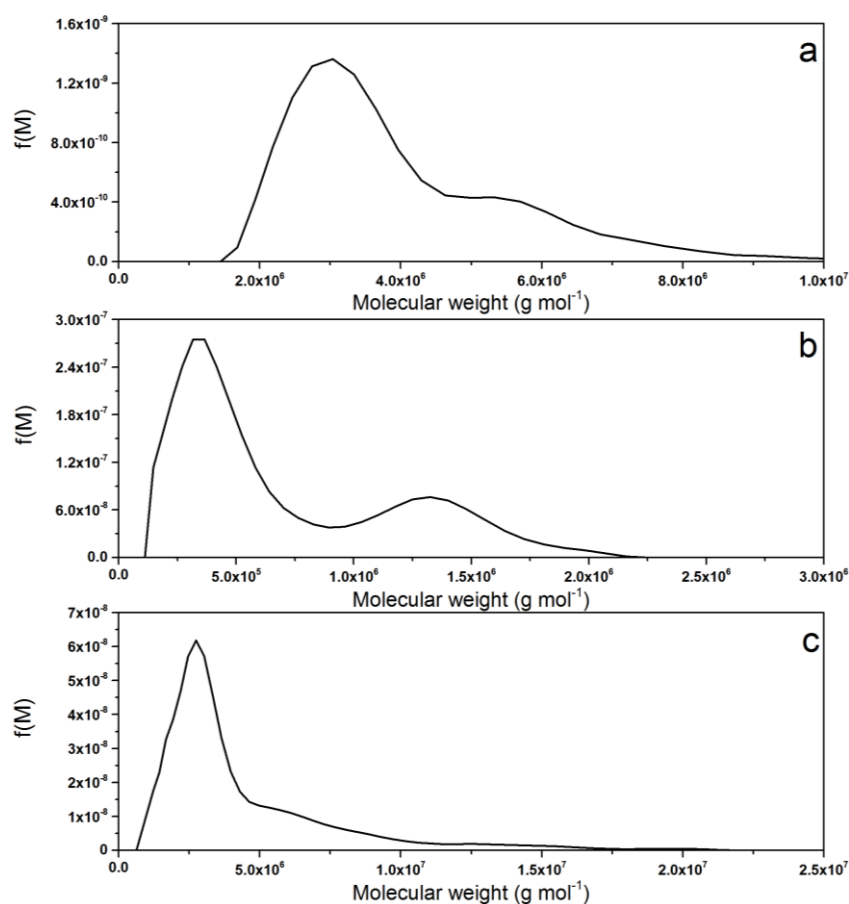 a
f(M)
1.6x10⁻⁹
1.2x10⁻⁹
8.0x10⁻¹⁰
4.0x10⁻¹⁰
0.0
0.0 2.0x10⁶ 4.0x10⁶ 6.0x10⁶ 8.0x10⁶ 1.0x10⁷
Molecular weight (g mol⁻¹)
b
f(M)
3.0x10⁻⁷
2.4x10⁻⁷
1.8x10⁻⁷
1.2x10⁻⁷
6.0x10⁻⁸
0.0
0.0 5.0x10⁵ 1.0x10⁶ 1.5x10⁶ 2.0x10⁶ 2.5x10⁶ 3.0x10⁶
Molecular weight (g mol⁻¹)
c
f(M)
7x10⁻⁸
6x10⁻⁸
5x10⁻⁸
4x10⁻⁸
3x10⁻⁸
2x10⁻⁸
1x10⁻⁸
0
0.0 5.0x10⁶ 1.0x10⁷ 1.5x10⁷ 2.0x10⁷ 2.5x10⁷
Molecular weight (g mol⁻¹)